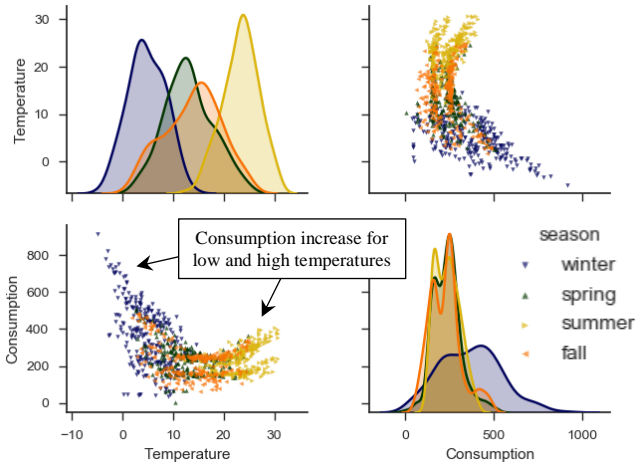 30
20
10
0
Temperature
Consumption increase for
low and high temperatures
800
600
400
200
0
Consumption
season
winter
spring
summer
fall
−10 0 10 20 30
Temperature
0 500 1000
Consumption